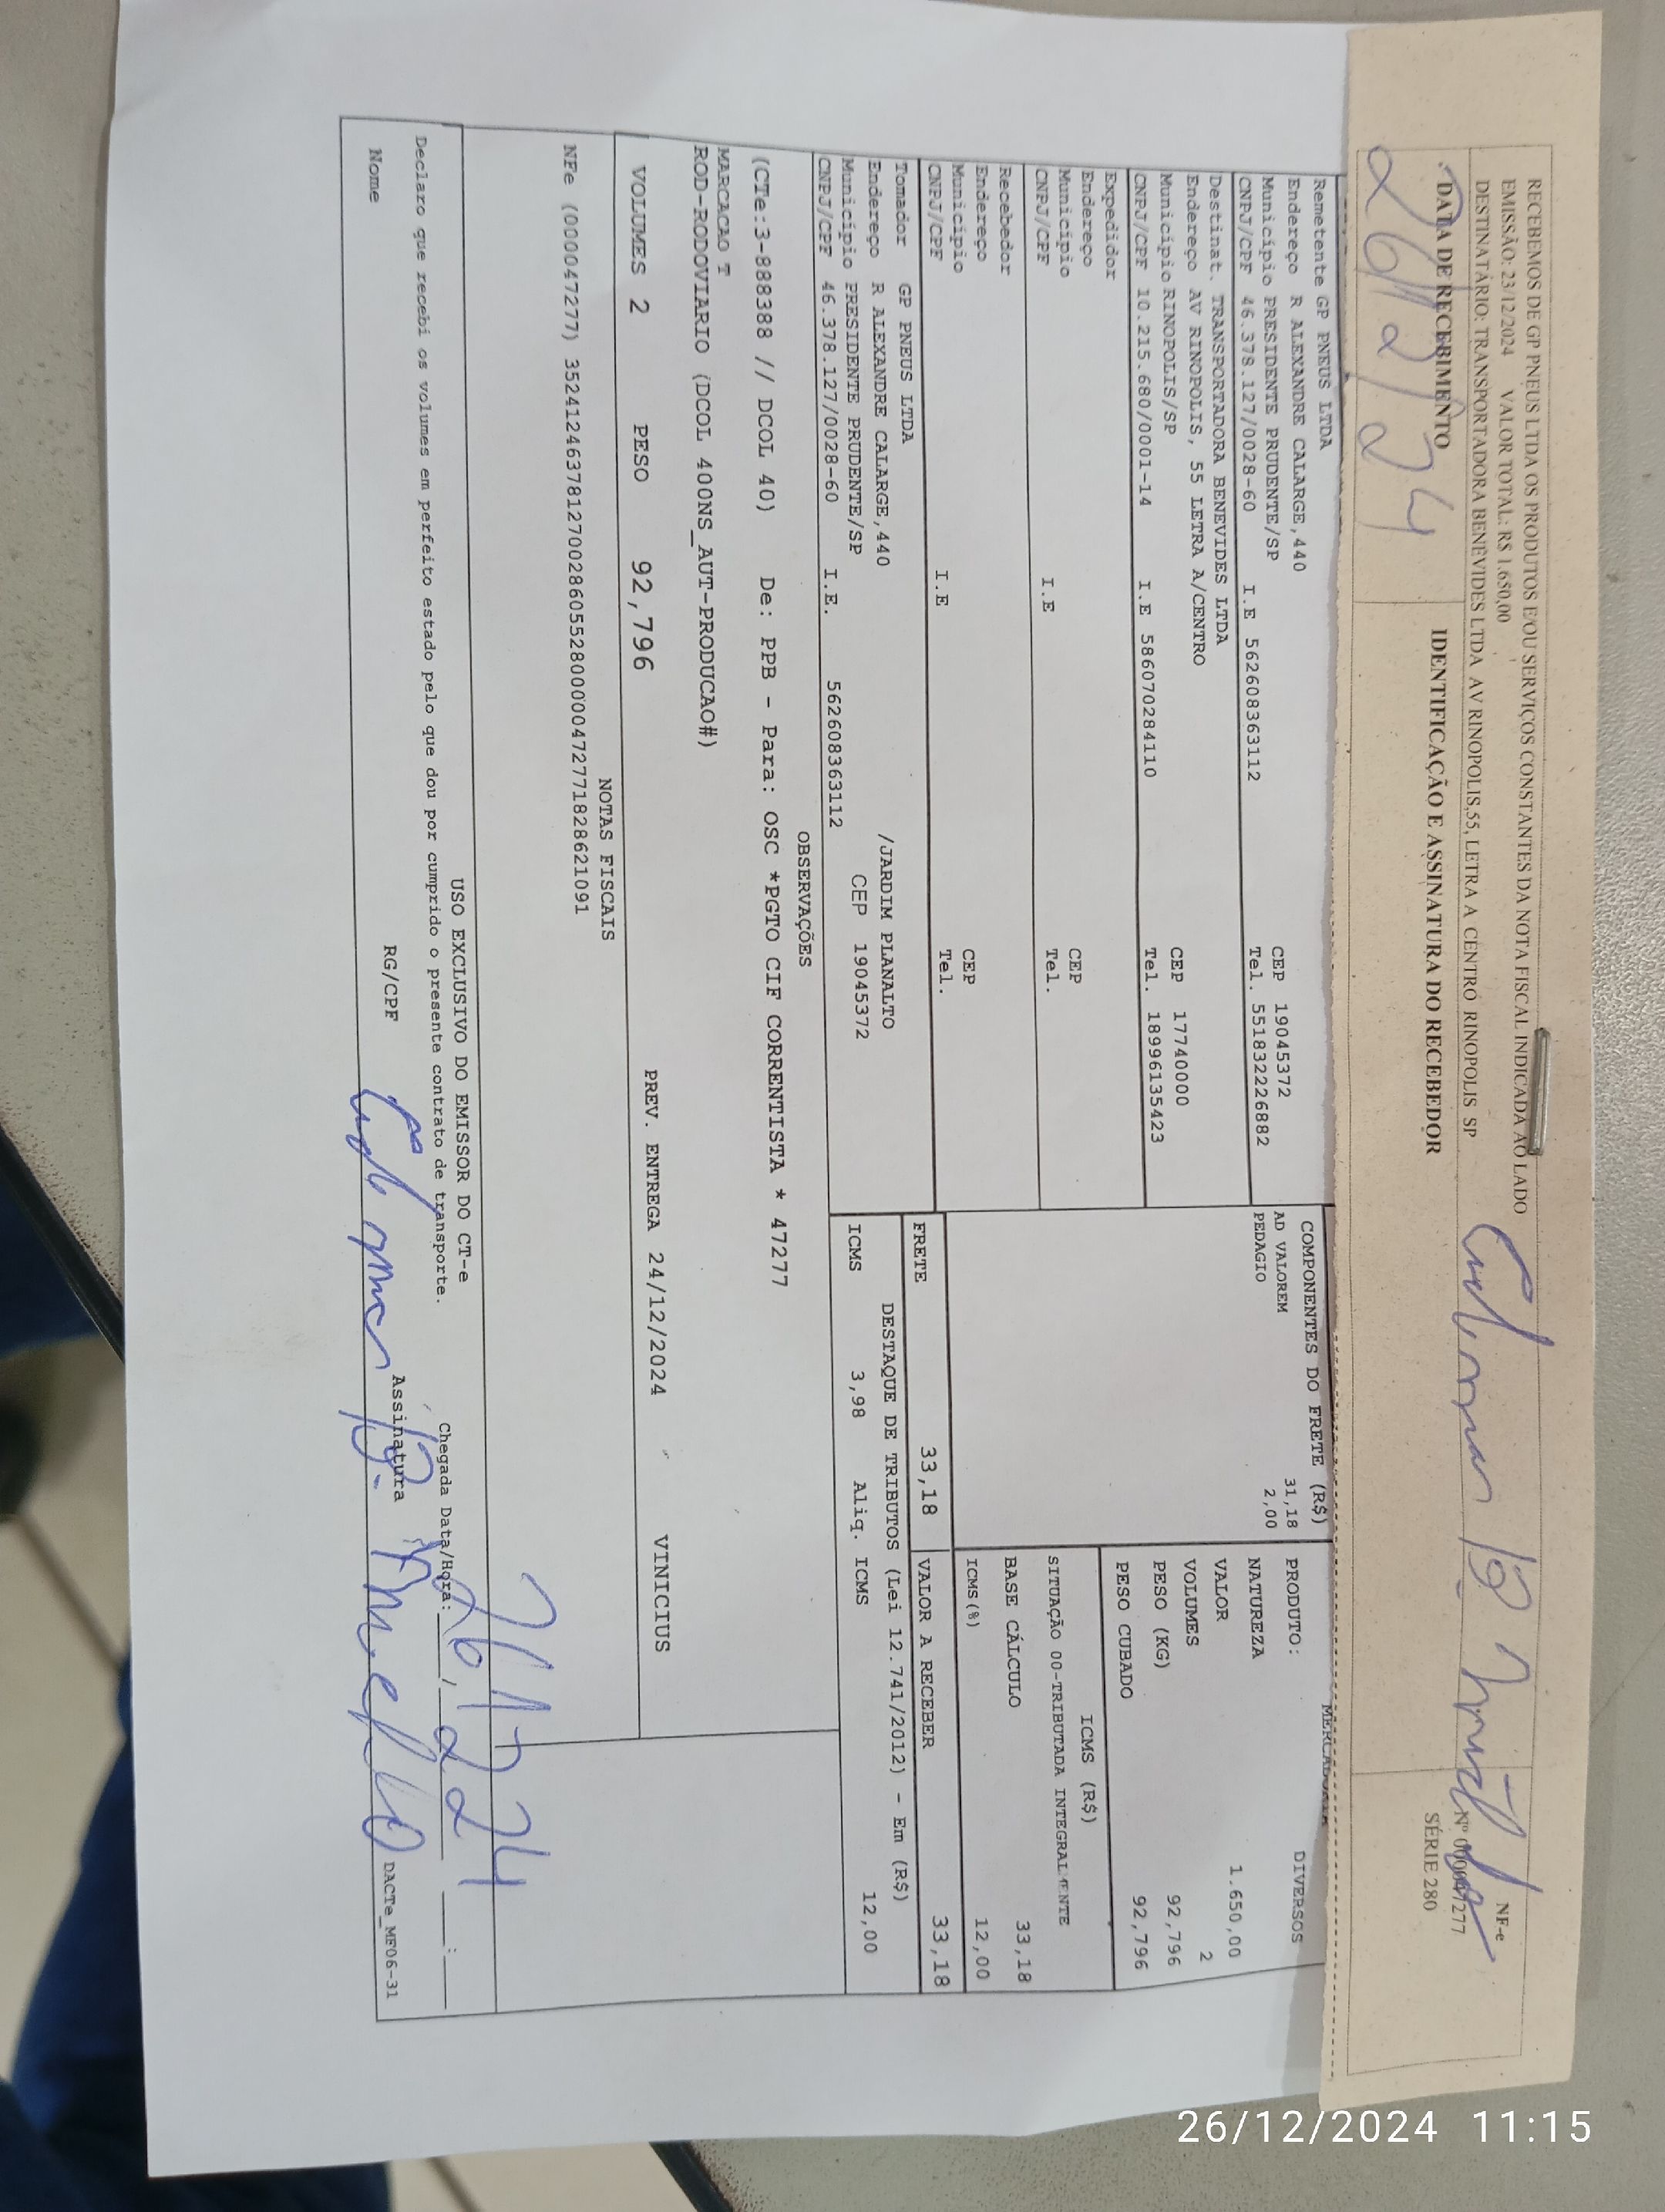 RECEBEMOS DE GP PNEUS LTDA OS PRODUTOS E/OU SERVIÇOS CONSTANTES DA NOTA FISCAL INDICADA AO LADO
EMISSÃO: 23/12/2024 VALOR TOTAL: R$ 1.650,00
DESTINATÁRIO: TRANSPORTADORA BENEVIDES LTDA AV RINOPOLIS,55, LETRA A CENTRO RINOPOLIS SP
NF-e
Nº 000047277
SÉRIE 280
DATA DE RECEBIMENTO
IDENTIFICAÇÃO E ASSINATURA DO RECEBEDOR
26/12/24
Remetente GP PNEUS LTDA
Endereço R ALEXANDRE CALARGE,440
Município PRESIDENTE PRUDENTE/SP CEP 19045372
CNPJ/CPF 46.378.127/0028-60 I.E 562608363112 Tel. 551832226882
Destinat. TRANSPORTADORA BENEVIDES LTDA
Endereço AV RINOPOLIS, 55 LETRA A/CENTRO
Município RINOPOLIS/SP CEP 17740000
CNPJ/CPF 10.215.680/0001-14 I.E 586070284110 Tel. 18996135423
Expedidor
Endereço
Município CEP
CNPJ/CPF I.E Tel.
Recebedor
Endereço
Município CEP
CNPJ/CPF I.E Tel.
Tomador GP PNEUS LTDA
Endereço R ALEXANDRE CALARGE,440 /JARDIM PLANALTO
Município PRESIDENTE PRUDENTE/SP CEP 19045372
CNPJ/CPF 46.378.127/0028-60 I.E. 562608363112
COMPONENTES DO FRETE (R$)
AD VALOREM 31,18
PEDAGIO 2,00
MERCADORIA
PRODUTO: DIVERSOS
NATUREZA
VALOR 1.650,00
VOLUMES 2
PESO (KG) 92,796
PESO CUBADO 92,796
ICMS (R$)
SITUAÇÃO 00-TRIBUTADA INTEGRALMENTE
BASE CÁLCULO 33,18
ICMS(%) 12,00
FRETE 33,18 VALOR A RECEBER 33,18
DESTAQUE DE TRIBUTOS (Lei 12.741/2012) - Em (R$)
ICMS 3,98 Aliq. ICMS 12,00
OBSERVAÇÕES
(CTe:3-888388 // DCOL 40) De: PPB - Para: OSC *PGTO CIF CORRENTISTA * 47277
MARCACAO T
ROD-RODOVIARIO (DCOL 400NS_AUT-PRODUCAO#)
VOLUMES 2 PESO 92,796 PREV. ENTREGA 24/12/2024 VINICIUS
NOTAS FISCAIS
NFe (000047277) 35241246378127002860552800000472771828621091
26/12/24
USO EXCLUSIVO DO EMISSOR DO CT-e
Declaro que recebi os volumes em perfeito estado pelo que dou por cumprido o presente contrato de transporte.
Chegada Data/Hora: 26/12/24 :
Nome RG/CPF Assinatura
DACTe_MF06-31
26/12/2024 11:15